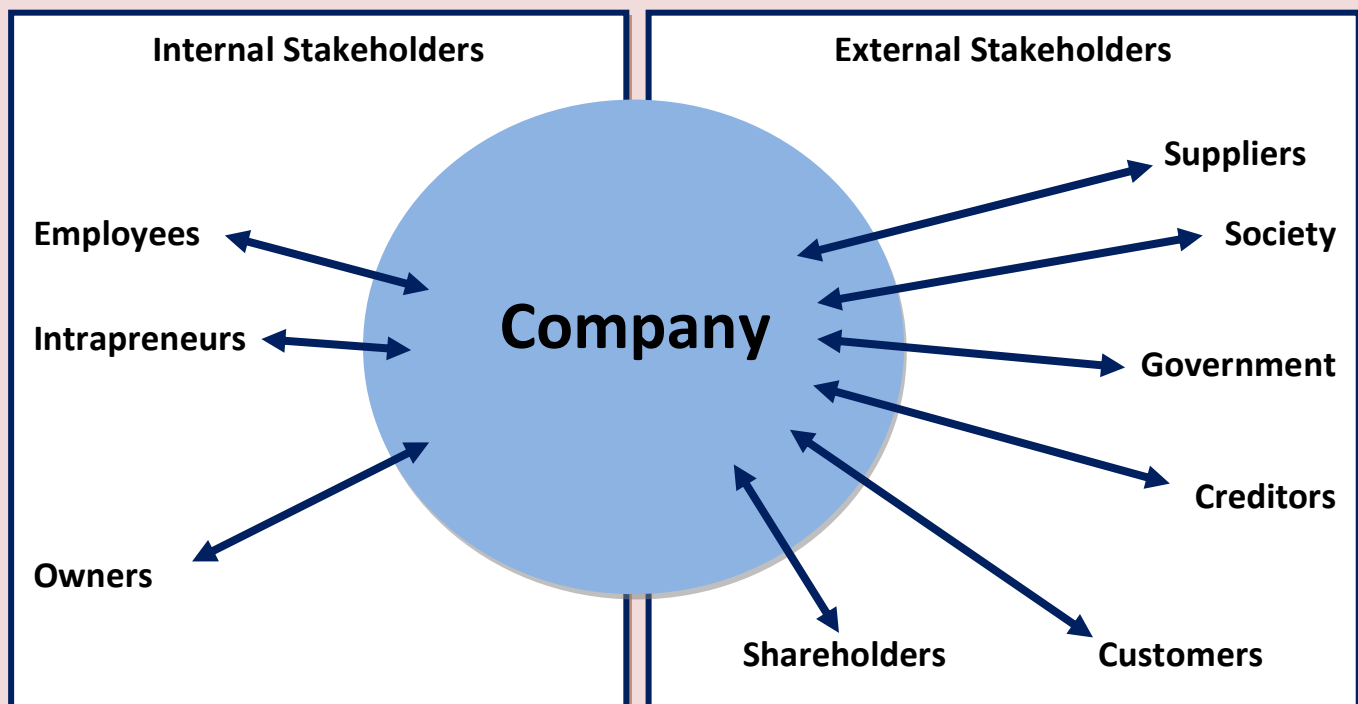 Internal Stakeholders
Employees
Intrapreneurs
Owners
Company
External Stakeholders
Suppliers
Society
Government
Creditors
Customers
Shareholders